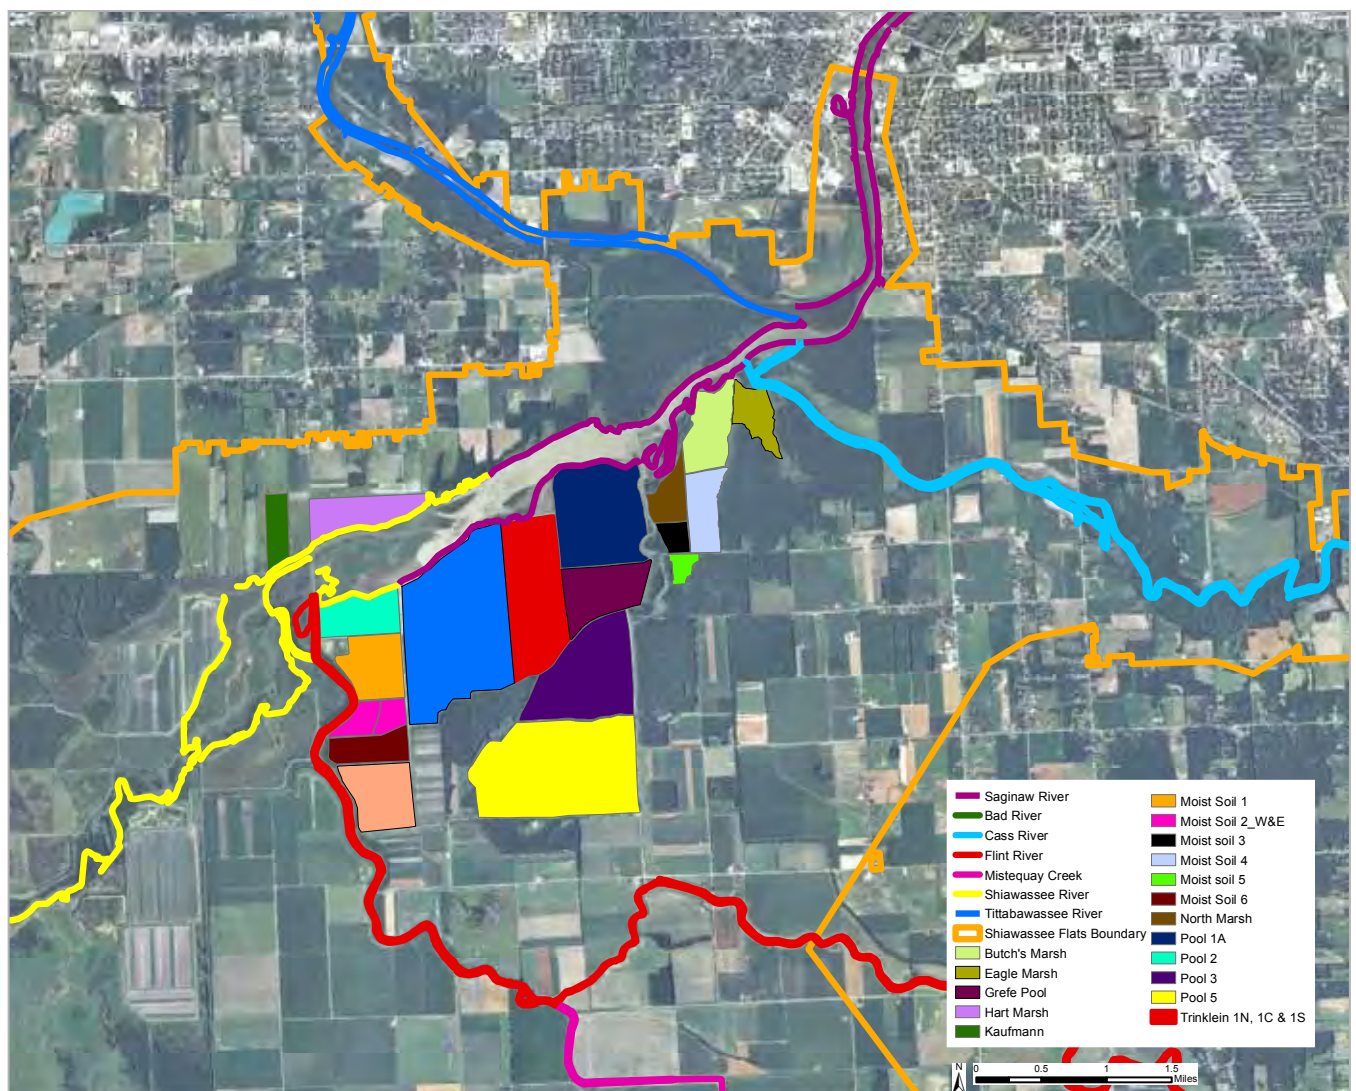 Saginaw River
Bad River
Cass River
Flint River
Mistequay Creek
Shiawassee River
Tittabawassee River
Shiawassee Flats Boundary
Butch's Marsh
Eagle Marsh
Grefe Pool
Hart Marsh
Kaufmann
Moist Soil 1
Moist Soil 2_W&E
Moist soil 3
Moist Soil 4
Moist soil 5
Moist Soil 6
North Marsh
Pool 1A
Pool 2
Pool 3
Pool 5
Trinklein 1N, 1C & 1S
N
0 0.5 1 1.5
Miles